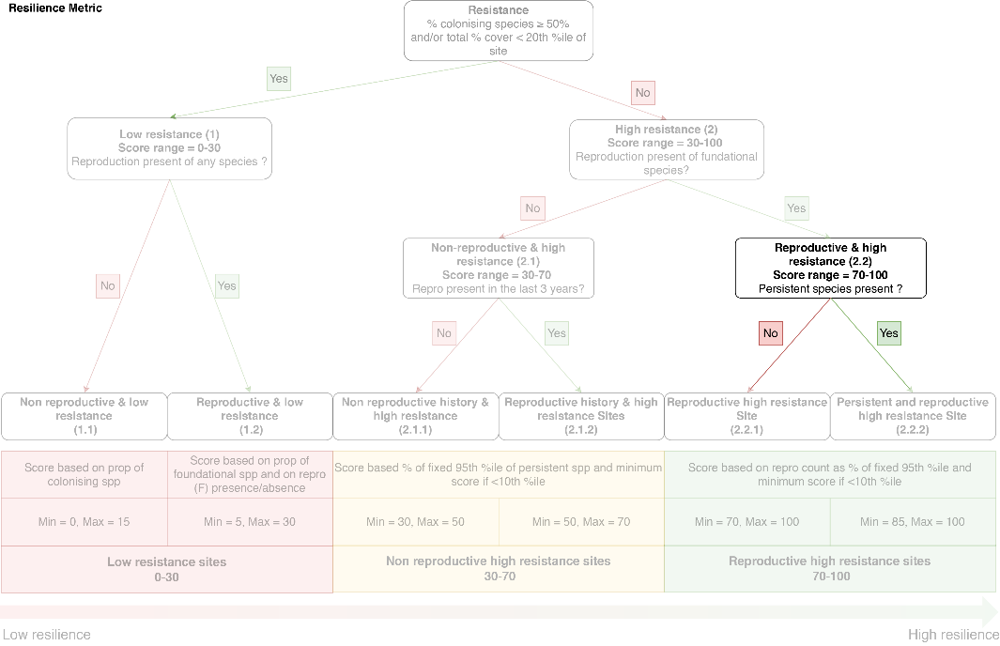 Resilience Metric
Resistance
% colonising species ≥ 50%
and/or total % cover < 20th %ile of
site
Yes
No
Low resistance (1)
Score range = 0-30
Reproduction present of any species ?
High resistance (2)
Score range = 30-100
Reproduction present of fundational
species?
No
Yes
Non-reproductive & high
resistance (2.1)
Score range = 30-70
Repro present in the last 3 years?
Reproductive & high
resistance (2.2)
Score range = 70-100
Persistent species present ?
No
Yes
No
Yes
No
Yes
Non reproductive & low
resistance
(1.1)
Reproductive & low
resistance
(1.2)
Non reproductive history &
high resistance
(2.1.1)
Reproductive history & high
resistance Sites
(2.1.2)
Reproductive high resistance
Site
(2.2.1)
Persistent and reproductive
high resistance Site
(2.2.2)
Score based on prop of
colonising spp
Score based on prop of
foundational spp and on repro
(F) presence/absence
Score based % of fixed 95th %ile of persistent spp and minimum
score if <10th %ile
Score based on repro count as % of fixed 95th %ile and
minimum score if <10th %ile
Min = 0, Max = 15
Min = 5, Max = 30
Min = 30, Max = 50
Min = 50, Max = 70
Min = 70, Max = 100
Min = 85, Max = 100
Low resistance sites
0-30
Non reproductive high resistance sites
30-70
Reproductive high resistance sites
70-100
Low resilience
High resilience